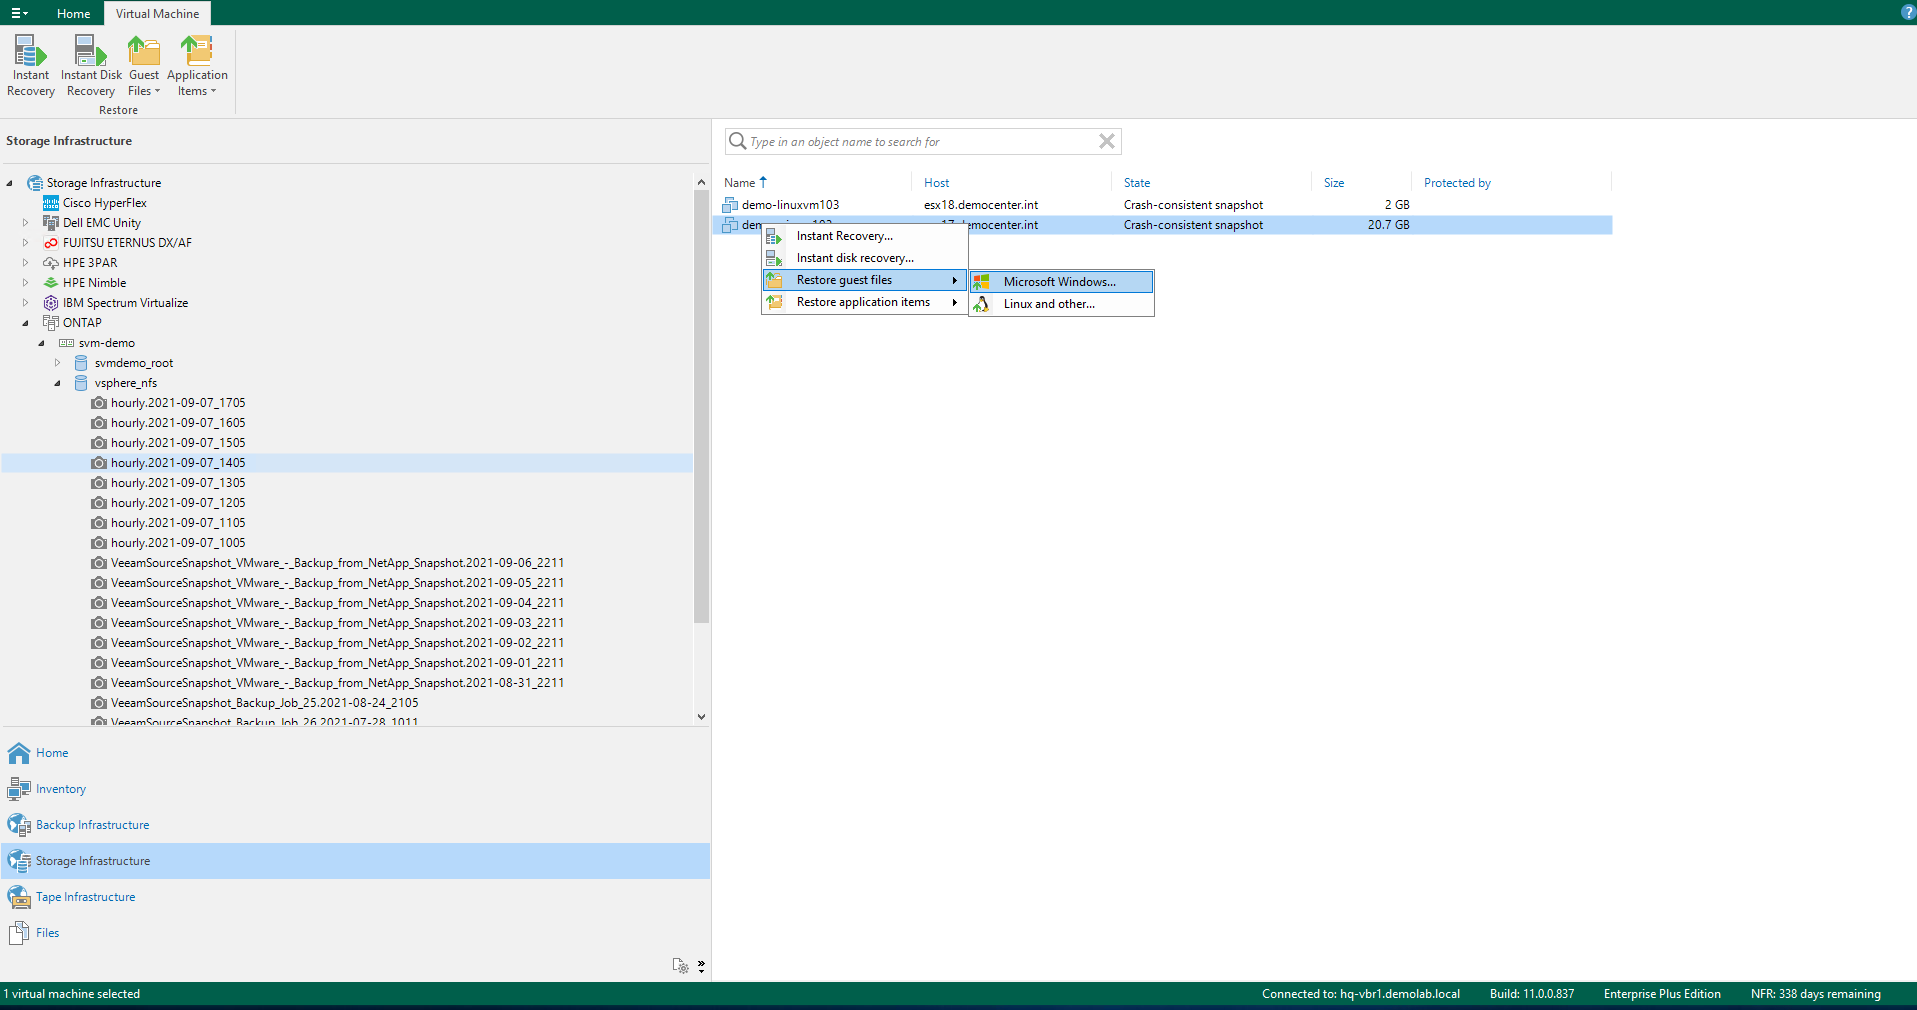 Home
Virtual Machine
?
Instant Recovery
Instant Disk Recovery
Guest Files
Application Items
Restore
Storage Infrastructure
Storage Infrastructure
Cisco HyperFlex
Dell EMC Unity
FUJITSU ETERNUS DX/AF
HPE 3PAR
HPE Nimble
IBM Spectrum Virtualize
ONTAP
svm-demo
svmdemo_root
vsphere_nfs
hourly.2021-09-07_1705
hourly.2021-09-07_1605
hourly.2021-09-07_1505
hourly.2021-09-07_1405
hourly.2021-09-07_1305
hourly.2021-09-07_1205
hourly.2021-09-07_1105
hourly.2021-09-07_1005
VeeamSourceSnapshot_VMware_-_Backup_from_NetApp_Snapshot.2021-09-06_2211
VeeamSourceSnapshot_VMware_-_Backup_from_NetApp_Snapshot.2021-09-05_2211
VeeamSourceSnapshot_VMware_-_Backup_from_NetApp_Snapshot.2021-09-04_2211
VeeamSourceSnapshot_VMware_-_Backup_from_NetApp_Snapshot.2021-09-03_2211
VeeamSourceSnapshot_VMware_-_Backup_from_NetApp_Snapshot.2021-09-02_2211
VeeamSourceSnapshot_VMware_-_Backup_from_NetApp_Snapshot.2021-09-01_2211
VeeamSourceSnapshot_VMware_-_Backup_from_NetApp_Snapshot.2021-08-31_2211
VeeamSourceSnapshot_Backup_Job_25.2021-08-24_2105
VeeamSourceSnapshot_Backup_Job_26.2021-07-28_1011
Home
Inventory
Backup Infrastructure
Storage Infrastructure
Tape Infrastructure
Files
Type in an object name to search for
Name Host State Size Protected by
demo-linuxvm103 esx18.democenter.int Crash-consistent snapshot 2 GB
Crash-consistent snapshot 20.7 GB
Instant Recovery...
Instant disk recovery...
Restore guest files
Restore application items
Microsoft Windows...
Linux and other...
1 virtual machine selected
Connected to: hq-vbr1.demolab.local Build: 11.0.0.837 Enterprise Plus Edition NFR: 338 days remaining